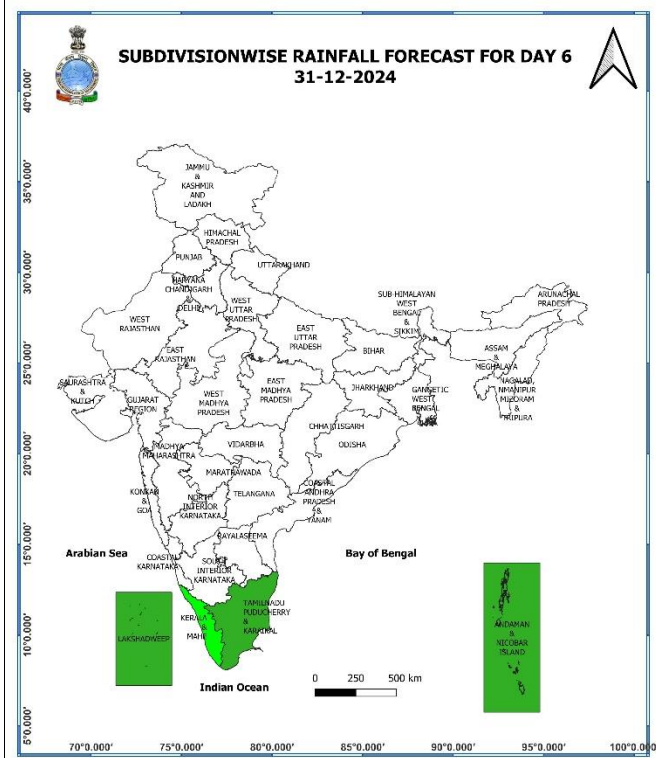 SUBDIVISIONWISE RAINFALL FORECAST FOR DAY 6
31-12-2024
40°0.000'
35°0.000'
30°0.000'
25°0.000'
20°0.000'
15°0.000'
10°0.000'
5°0.000'
JAMMU
&
KASHMIR
AND
LADAKH
HIMACHAL
PRADESH
PUNJAB
UTTARAKHAND
HARYANA
CHANDIGARH
&
DELHI
WEST
UTTAR
PRADESH
WEST
RAJASTHAN
SUB-HIMALAYAN
WEST
BENGAL
&
SIKKIM
ARUNACHAL
PRADESH
EAST
UTTAR
PRADESH
EAST
RAJASTHAN
BIHAR
ASSAM
&
MEGHALAYA
SAURASHTRA
&
KUTCH
GUJARAT
REGION
WEST
MADHYA
PRADESH
EAST
MADHYA
PRADESH
JHARKHAND
GANGETIC
WEST
BENGAL
NAGALAD,
MANIPUR
MIZORAM
&
TRIPURA
CHHATTISGARH
ODISHA
MADHYA
MAHARASHTRA
VIDARBHA
MARATHWADA
KONKAN
&
GOA
NORTH
INTERIOR
KARNATAKA
TELANGANA
COASTAL
ANDHRA
PRADESH
&
YANAM
RAYALASEEMA
Arabian Sea
Bay of Bengal
COASTAL
KARNATAKA
SOUTH
INTERIOR
KARNATAKA
LAKSHADWEEP
KERALA
&
MAHE
TAMILNADU
PUDUCHERRY
&
KARAIKAL
ANDAMAN
&
NICOBAR
ISLAND
Indian Ocean
0 250 500 km
70°0.000' 75°0.000' 80°0.000' 85°0.000' 90°0.000' 95°0.000' 100°0.000'